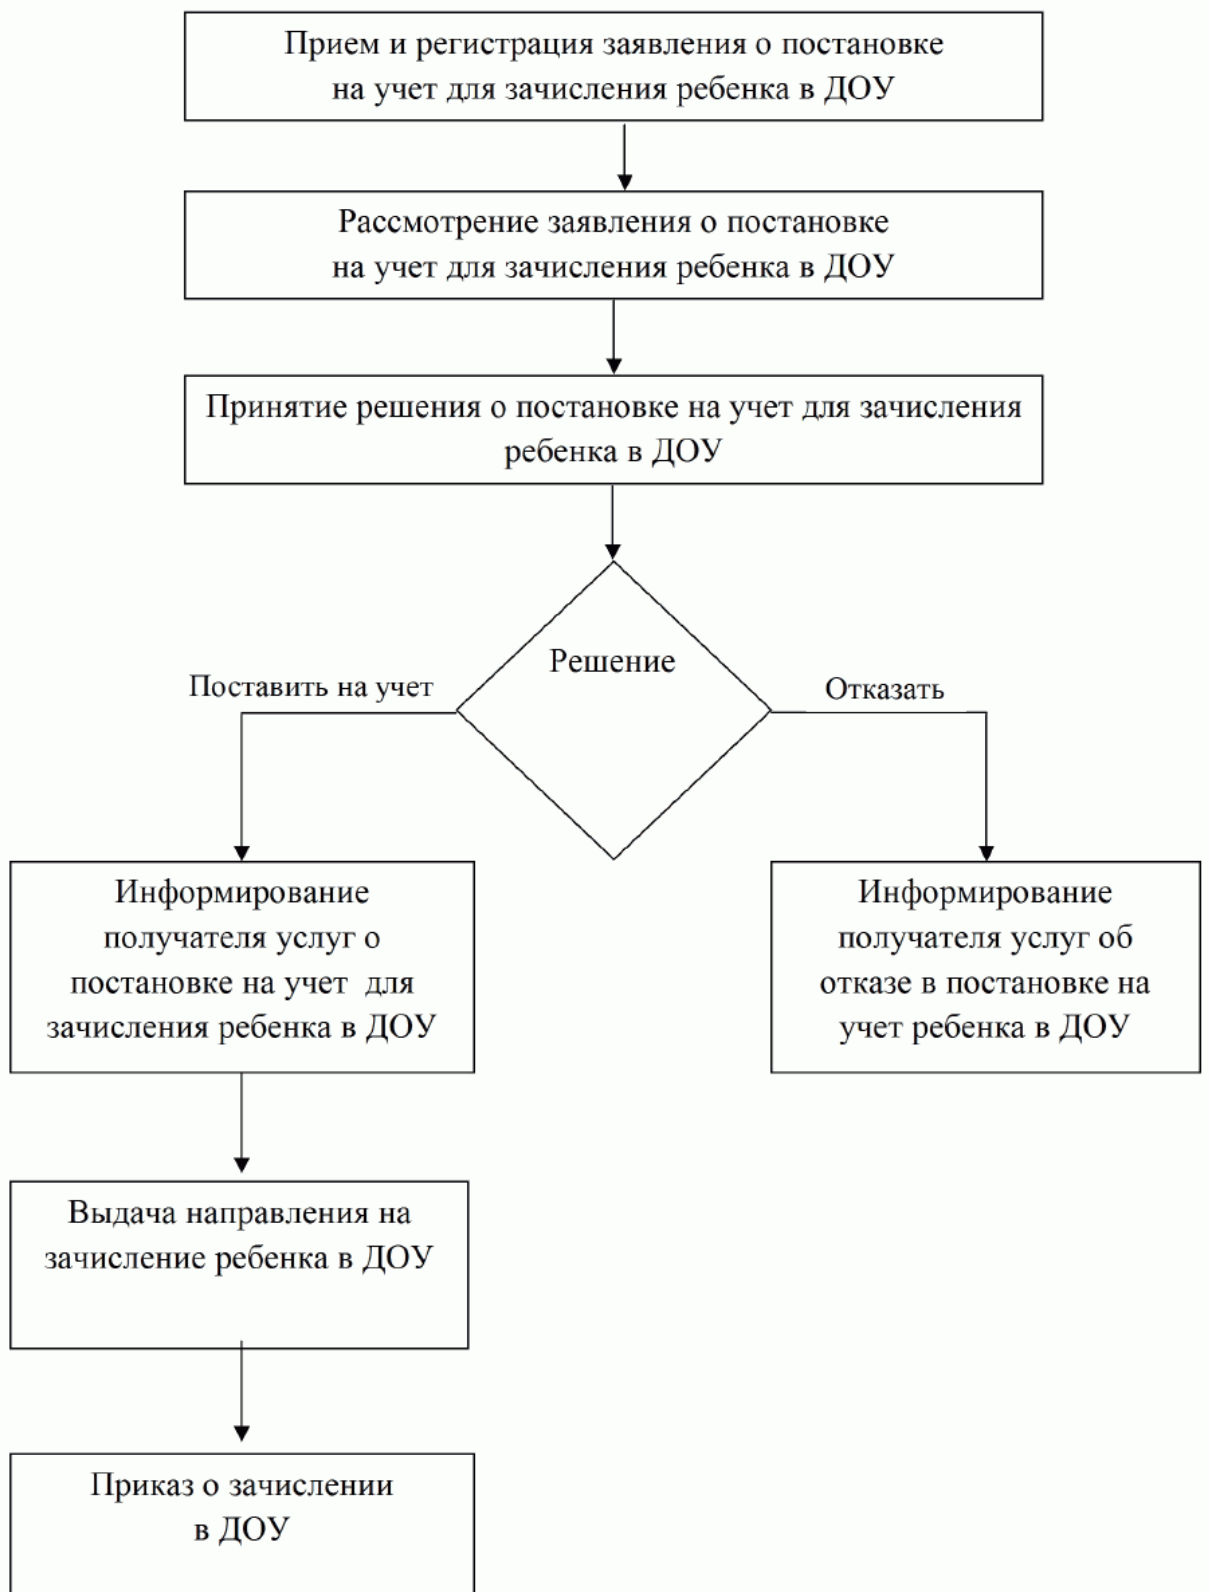 Прием и регистрация заявления о постановке
на учет для зачисления ребенка в ДОУ
Рассмотрение заявления о постановке
на учет для зачисления ребенка в ДОУ
Принятие решения о постановке на учет для зачисления
ребенка в ДОУ
Решение
Поставить на учет
Отказать
Информирование
получателя услуг о
постановке на учет для
зачисления ребенка в ДОУ
Информирование
получателя услуг об
отказе в постановке на
учет ребенка в ДОУ
Выдача направления на
зачисление ребенка в ДОУ
Приказ о зачислении
в ДОУ